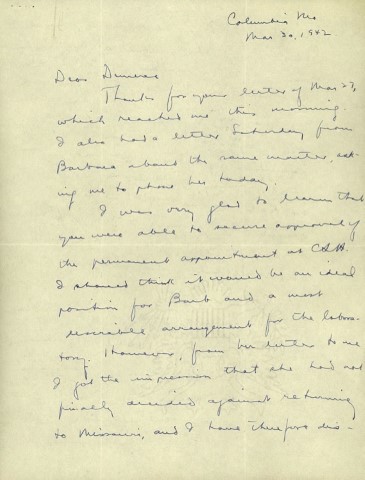 Columbia Mo
Mar 30, 1942
Dear Demerec
Thanks for your letter of Mar 27,
which reached me this morning.
I also had a letter Saturday from
Barbara about the same matter, ask-
ing me to phone her today.
I was very glad to learn that
you were able to secure approval of
the permanent appointment at CSH.
I should think it would be an ideal
position for Barb and a most
desirable arrangement for the labora-
tory. However, from her letter to me
I got the impression that she had not
finally decided against returning
to Missouri, and I have therefore dis-